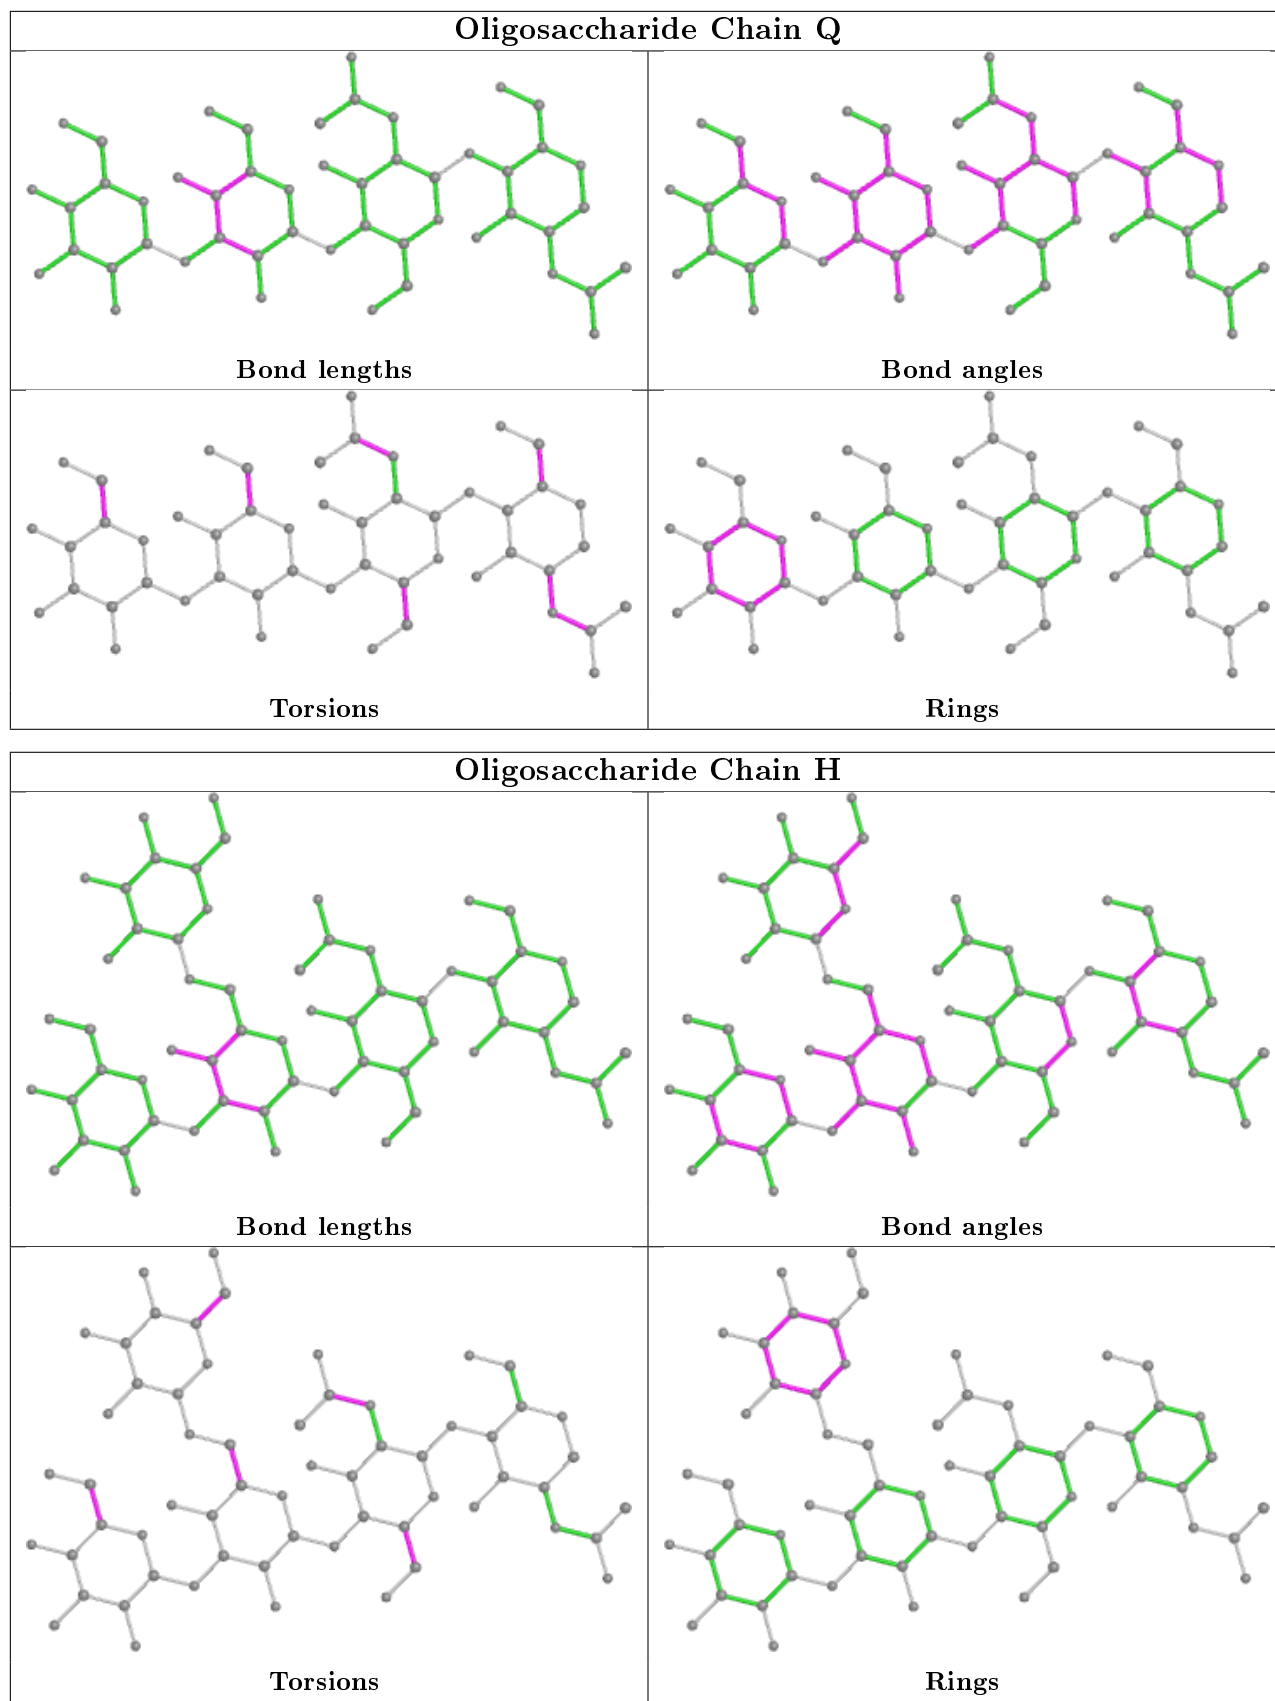 Oligosaccharide Chain Q
Bond lengths
Bond angles
Torsions
Rings
Oligosaccharide Chain H
Bond lengths
Bond angles
Torsions
Rings